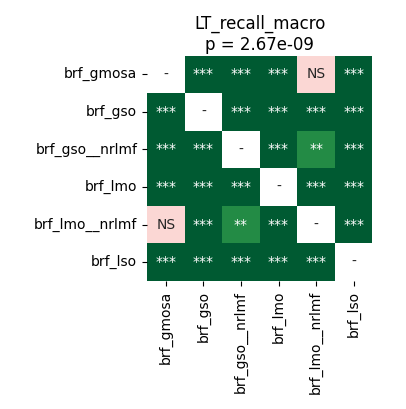 LT_recall_macro
p = 2.67e-09
brf_gmosa - *** *** *** NS ***
brf_gso *** - *** *** *** ***
brf_gso__nrlmf *** *** - *** ** ***
brf_lmo *** *** *** - *** ***
brf_lmo__nrlmf NS *** ** *** - ***
brf_lso *** *** *** *** *** -
brf_gmosa
brf_gso
brf_gso__nrlmf
brf_lmo
brf_lmo__nrlmf
brf_lso